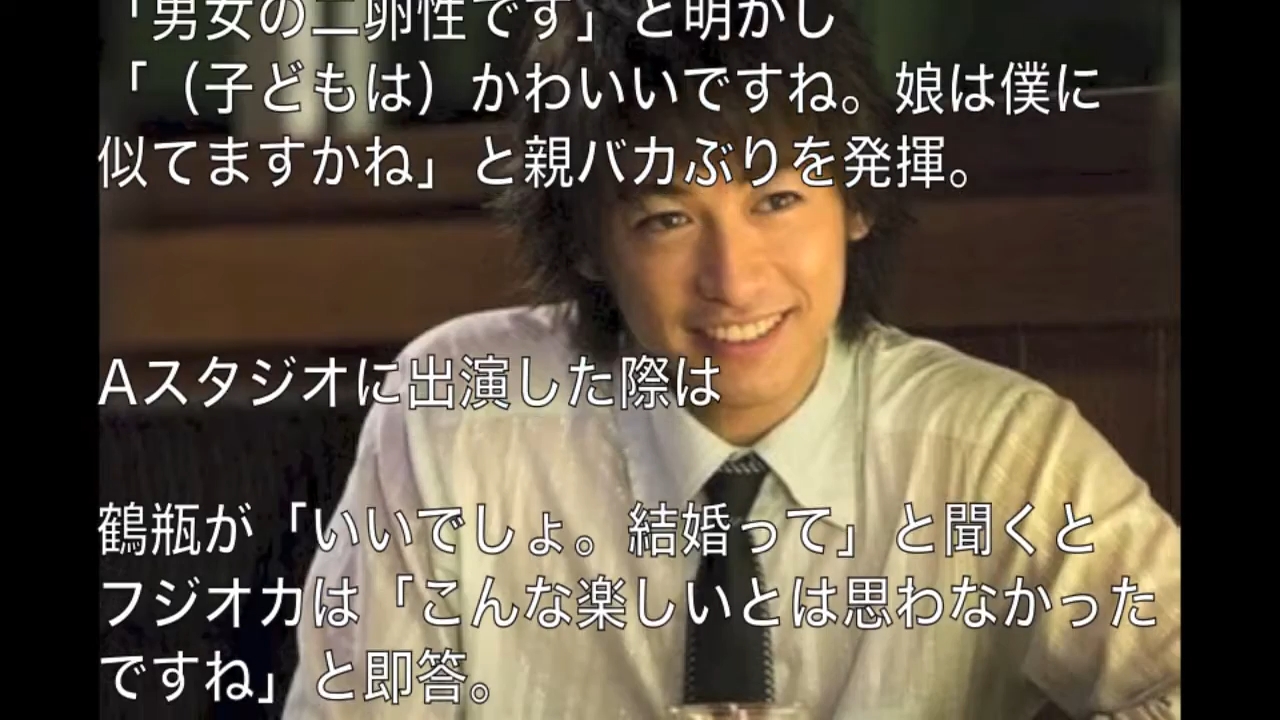 「男女の二卵性です」と明かし
「（子どもは）かわいいですね。娘は僕に
似てますかね」と親バカぶりを発揮。
Aスタジオに出演した際は
鶴瓶が「いいでしょ。結婚って」と聞くと
フジオカは「こんな楽しいとは思わなかった
ですね」と即答。